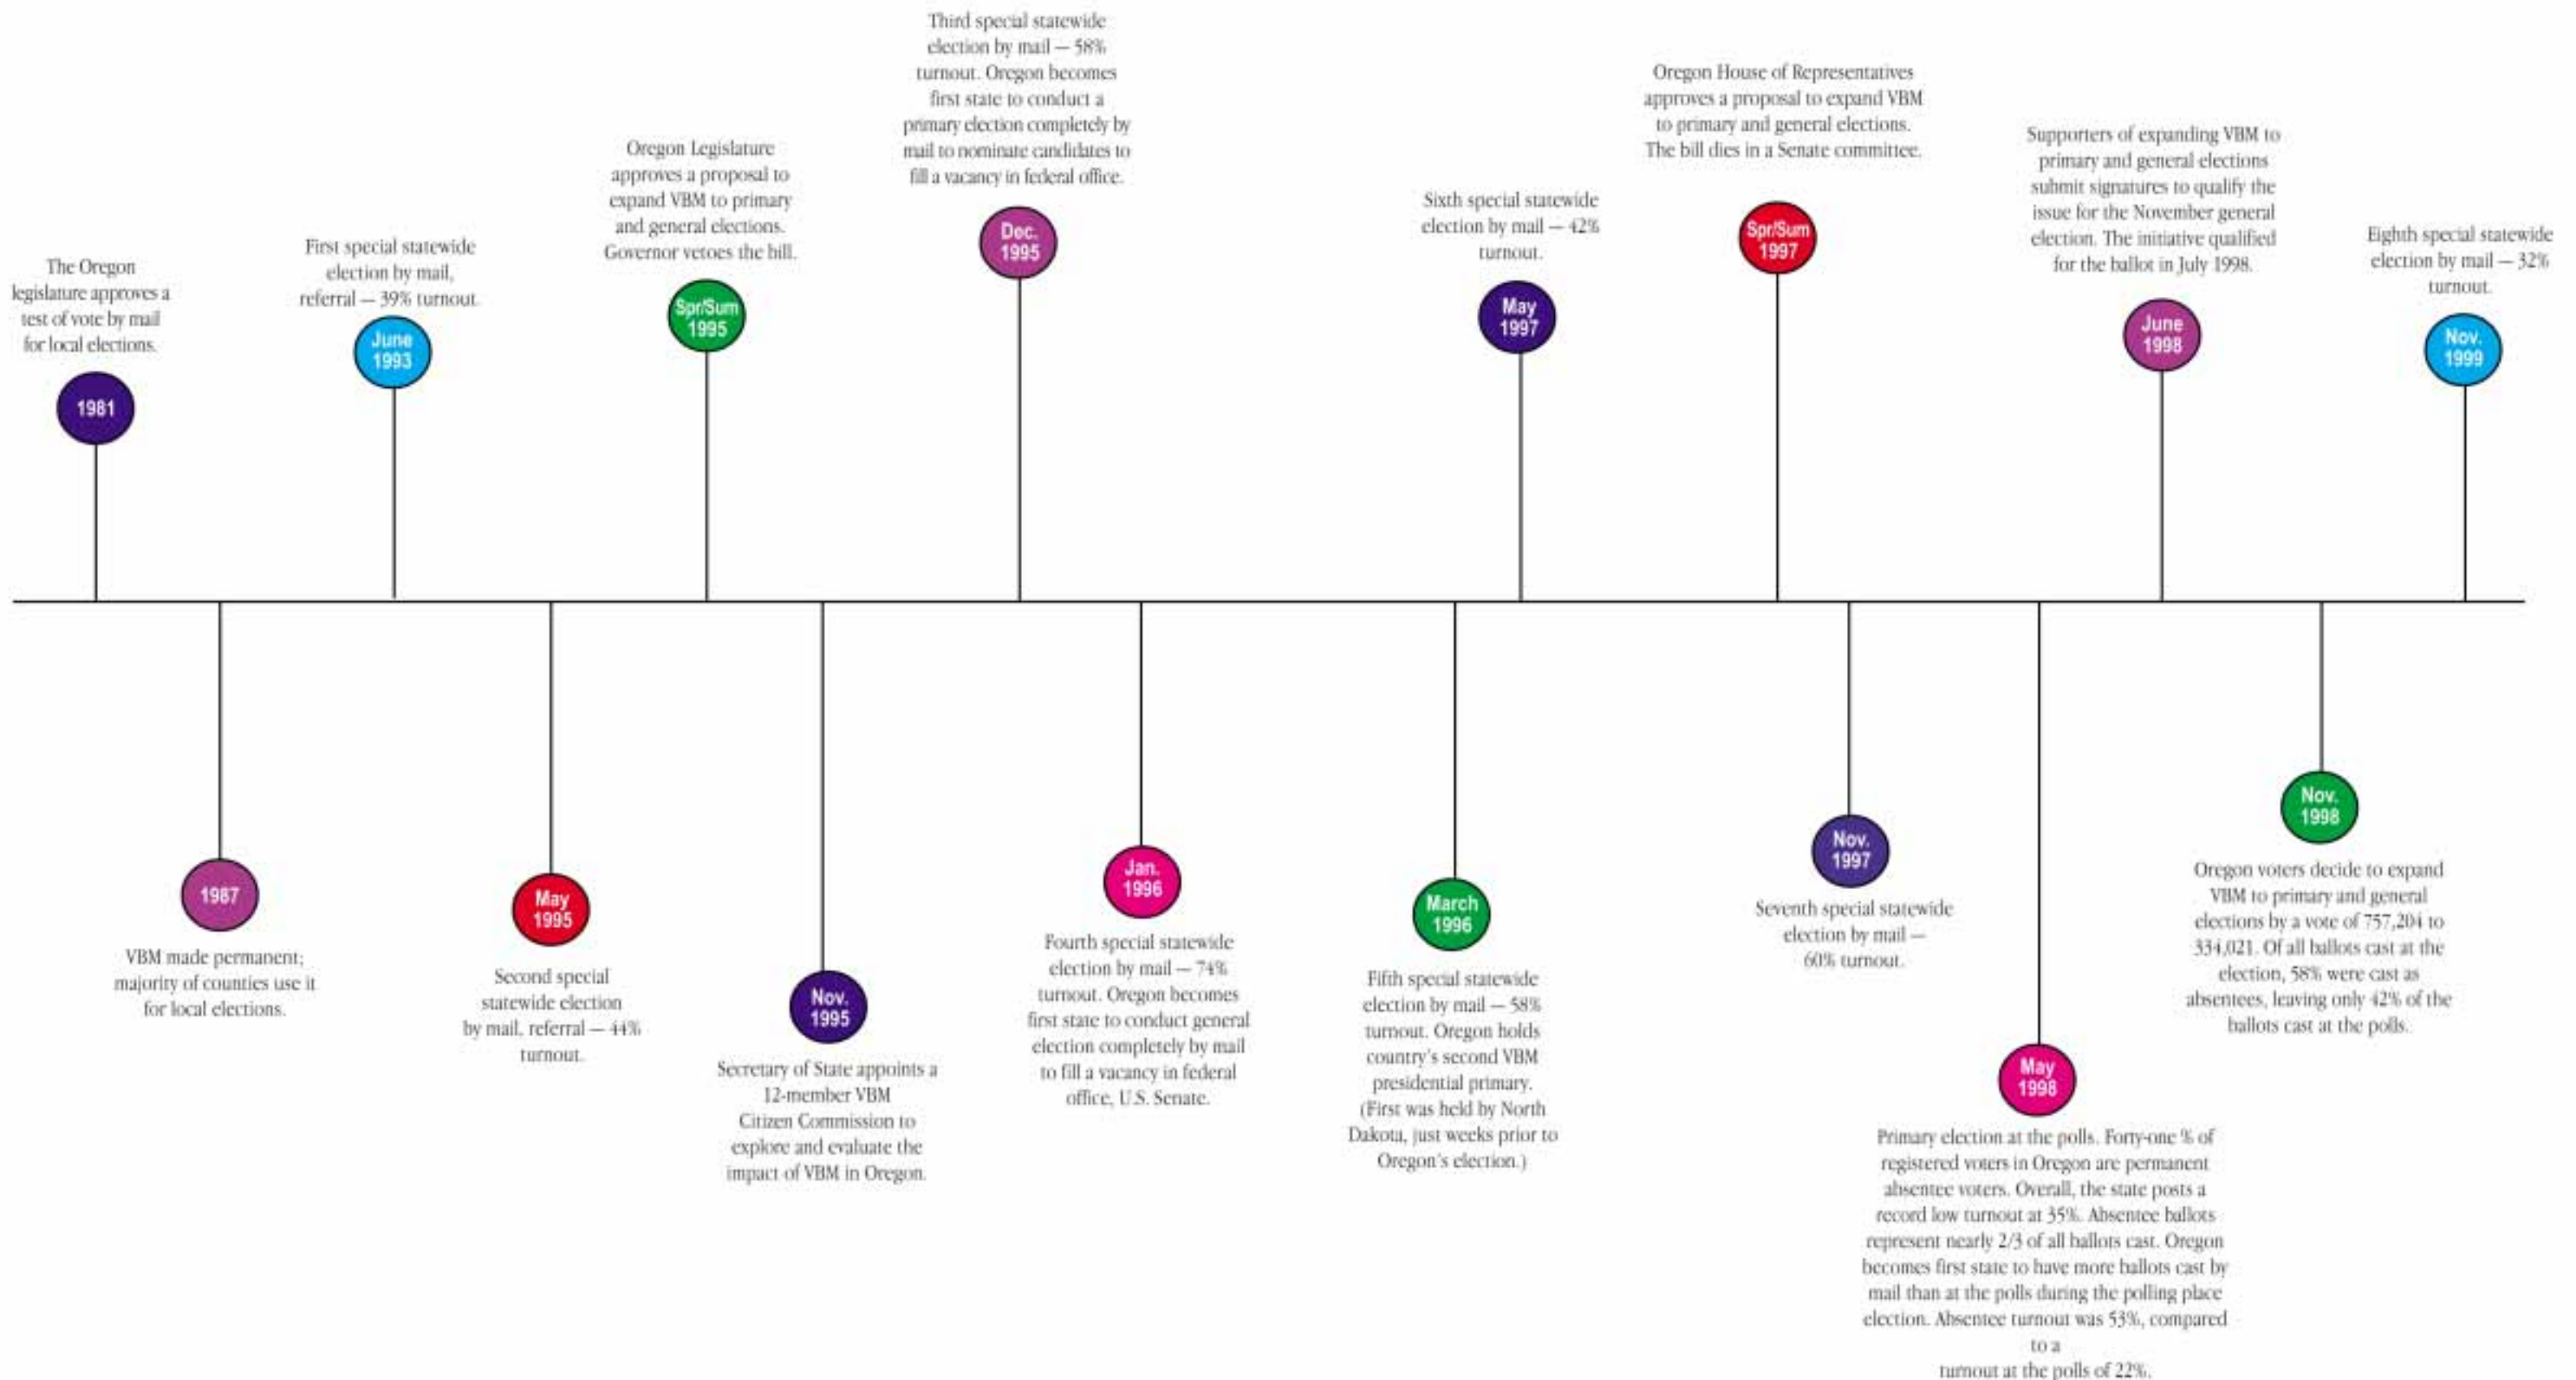 The Oregon
legislature approves a
test of vote by mail
for local elections.
1981
1987
VBM made permanent;
majority of counties use it
for local elections.
First special statewide
election by mail,
referral — 39% turnout.
June
1993
May
1995
Second special
statewide election
by mail, referral — 44%
turnout.
Oregon Legislature
approves a proposal to
expand VBM to primary
and general elections.
Governor vetoes the bill.
Spr/Sum
1995
Nov.
1995
Secretary of State appoints a
12-member VBM
Citizen Commission to
explore and evaluate the
impact of VBM in Oregon.
Third special statewide
election by mail — 58%
turnout. Oregon becomes
first state to conduct a
primary election completely by
mail to nominate candidates to
fill a vacancy in federal office.
Dec.
1995
Jan.
1996
Fourth special statewide
election by mail — 74%
turnout. Oregon becomes
first state to conduct general
election completely by mail
to fill a vacancy in federal
office, U.S. Senate.
March
1996
Fifth special statewide
election by mail — 58%
turnout. Oregon holds
country's second VBM
presidential primary.
(First was held by North
Dakota, just weeks prior to
Oregon's election.)
Sixth special statewide
election by mail — 42%
turnout.
May
1997
Oregon House of Representatives
approves a proposal to expand VBM
to primary and general elections.
The bill dies in a Senate committee.
Spr/Sum
1997
Nov.
1997
Seventh special statewide
election by mail —
60% turnout.
May
1998
Primary election at the polls. Forty-one % of
registered voters in Oregon are permanent
absentee voters. Overall, the state posts a
record low turnout at 35%. Absentee ballots
represent nearly 2/3 of all ballots cast. Oregon
becomes first state to have more ballots cast by
mail than at the polls during the polling place
election. Absentee turnout was 53%, compared
to a
turnout at the polls of 22%.
Supporters of expanding VBM to
primary and general elections
submit signatures to qualify the
issue for the November general
election. The initiative qualified
for the ballot in July 1998.
June
1998
Nov.
1998
Oregon voters decide to expand
VBM to primary and general
elections by a vote of 757,204 to
334,021. Of all ballots cast at the
election, 58% were cast as
absentees, leaving only 42% of the
ballots cast at the polls.
Eighth special statewide
election by mail — 32%
turnout.
Nov.
1999